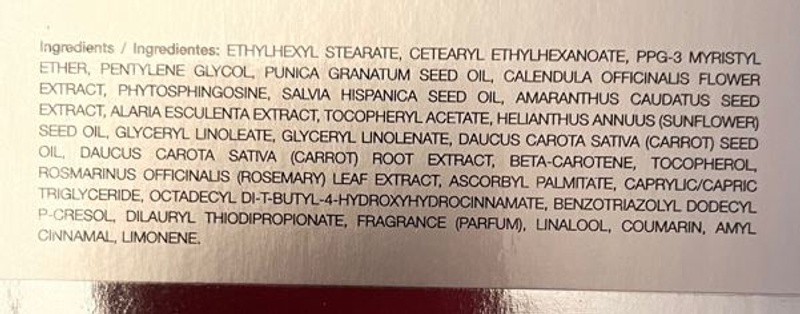 Ingredients / Ingredientes: ETHYLHEXYL STEARATE, CETEARYL ETHYLHEXANOATE, PPG-3 MYRISTYL
ETHER, PENTYLENE GLYCOL, PUNICA GRANATUM SEED OIL, CALENDULA OFFICINALIS FLOWER
EXTRACT, PHYTOSPHINGOSINE, SALVIA HISPANICA SEED OIL, AMARANTHUS CAUDATUS SEED
EXTRACT, ALARIA ESCULENTA EXTRACT, TOCOPHERYL ACETATE, HELIANTHUS ANNUUS (SUNFLOWER)
SEED OIL, GLYCERYL LINOLEATE, GLYCERYL LINOLENATE, DAUCUS CAROTA SATIVA (CARROT) SEED
OIL, DAUCUS CAROTA SATIVA (CARROT) ROOT EXTRACT, BETA-CAROTENE, TOCOPHEROL,
ROSMARINUS OFFICINALIS (ROSEMARY) LEAF EXTRACT, ASCORBYL PALMITATE, CAPRYLIC/CAPRIC
TRIGLYCERIDE, OCTADECYL DI-T-BUTYL-4-HYDROXYHYDROCINNAMATE, BENZOTRIAZOLYL DODECYL
P-CRESOL, DILAURYL THIODIPROPIONATE, FRAGRANCE (PARFUM), LINALOOL, COUMARIN, AMYL
CINNAMAL, LIMONENE.